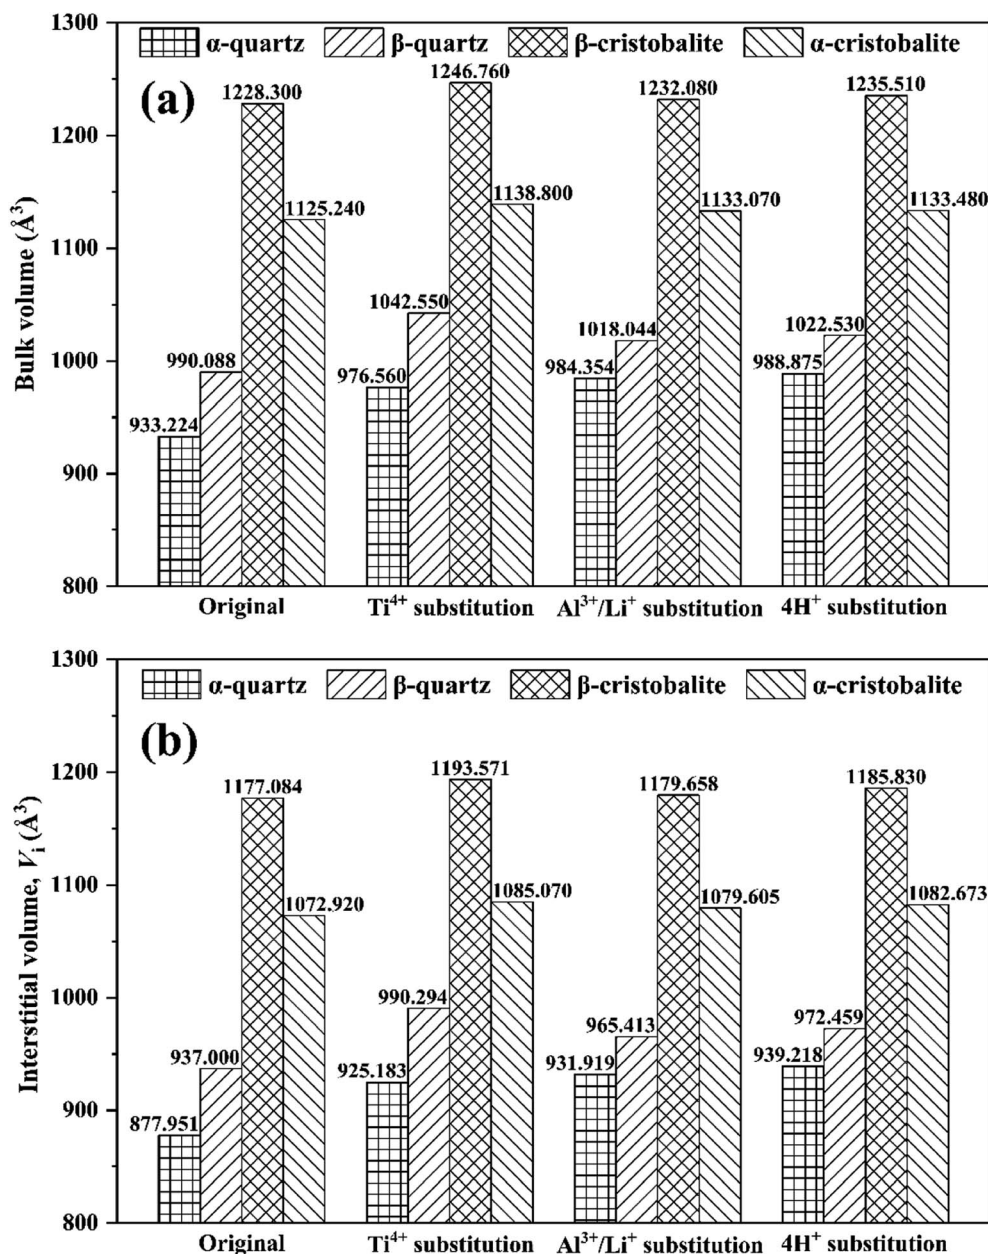 1300
α-quartz β-quartz β-cristobalite α-cristobalite
(a)
1246.760
1228.300 1232.080 1235.510
1200
1125.240 1138.800 1133.070 1133.480
1100
Bulk volume (Å³)
1042.550
1018.044 1022.530
1000
990.088 976.560 984.354 988.875
933.224
900
800
Original Ti⁴⁺ substitution Al³⁺/Li⁺ substitution 4H⁺ substitution
1300
α-quartz β-quartz β-cristobalite α-cristobalite
(b)
1200
1177.084 1193.571 1179.658 1185.830
1100
1072.920 1085.070 1079.605 1082.673
Interstitial volume, Vᵢ (Å³)
1000
990.294
965.413 972.459
937.000 925.183 931.919 939.218
900
877.951
800
Original Ti⁴⁺ substitution Al³⁺/Li⁺ substitution 4H⁺ substitution